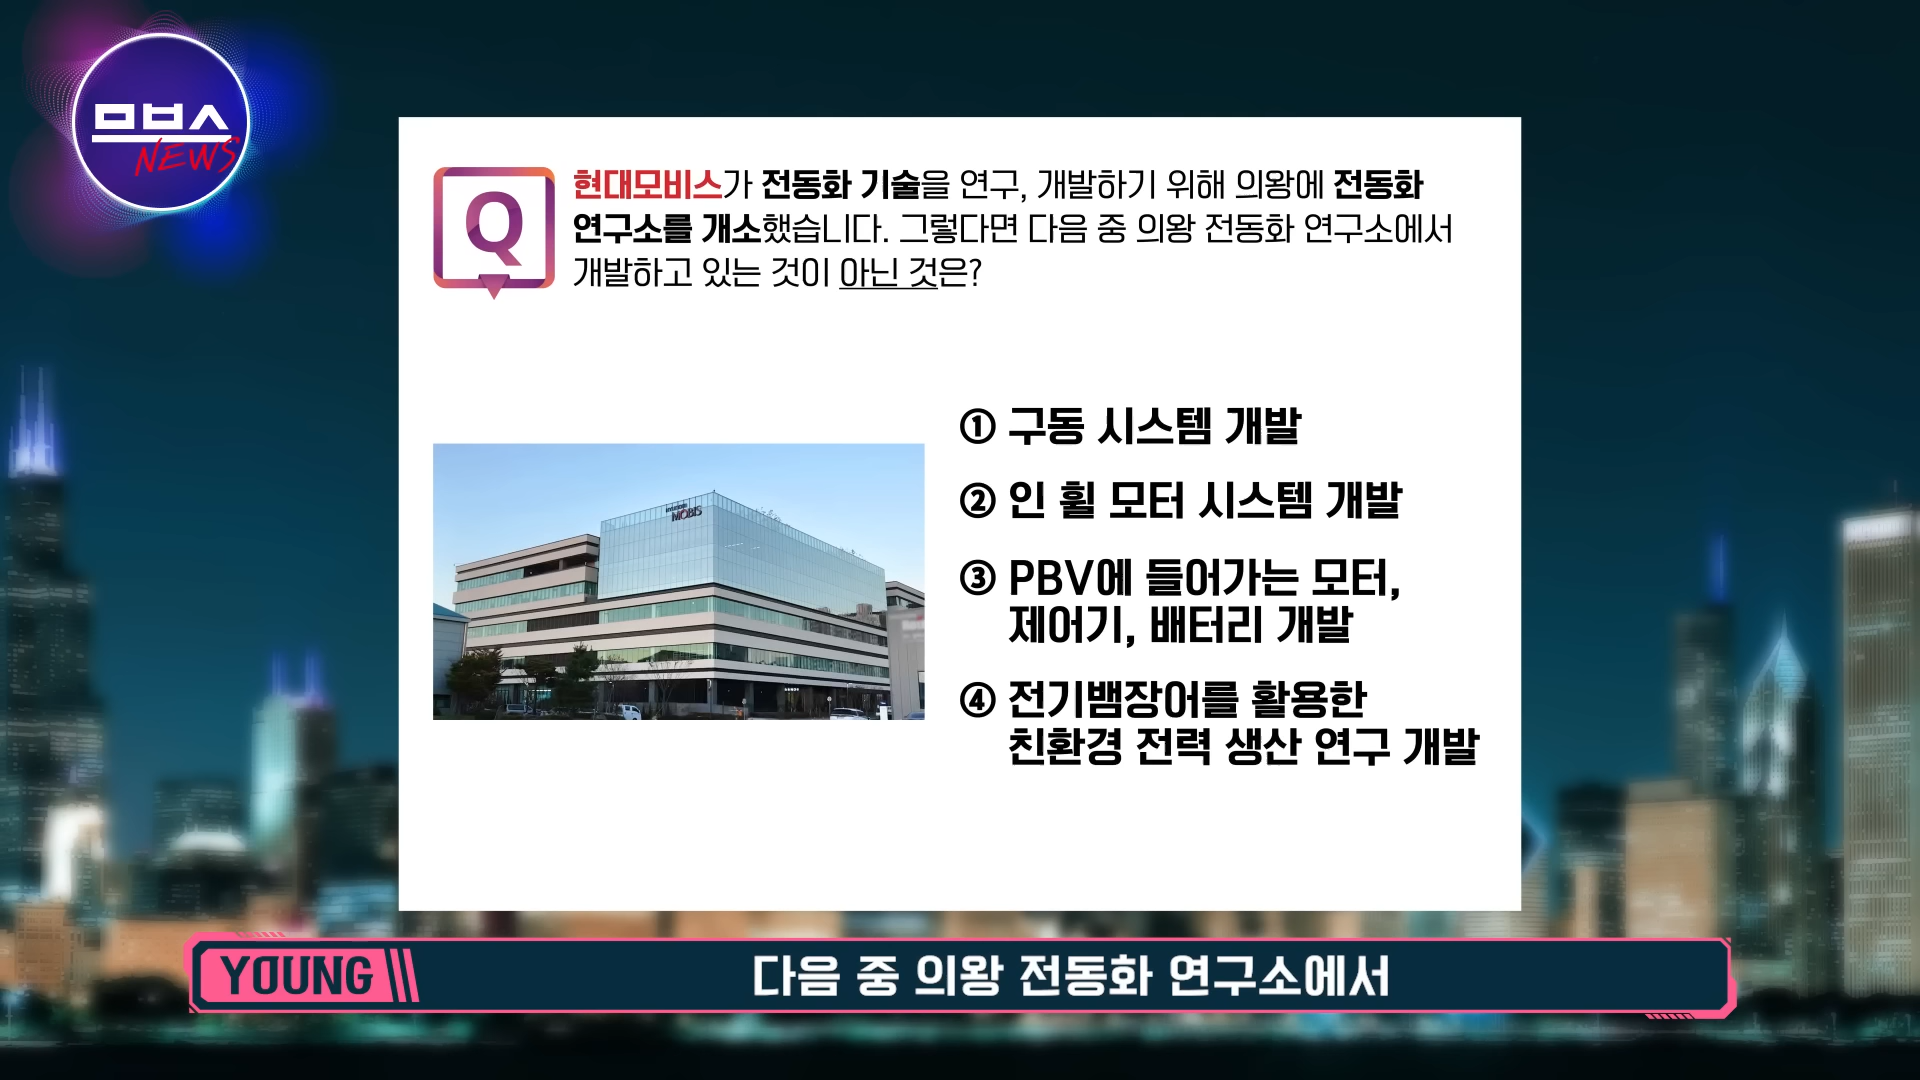 므브스
NEWS
Q
현대모비스가 전동화 기술을 연구, 개발하기 위해 의왕에 전동화
연구소를 개소했습니다. 그렇다면 다음 중 의왕 전동화 연구소에서
개발하고 있는 것이 아닌 것은?
HYUNDAI
MOBIS
① 구동 시스템 개발
② 인 휠 모터 시스템 개발
③ PBV에 들어가는 모터,
제어기, 배터리 개발
④ 전기뱀장어를 활용한
친환경 전력 생산 연구 개발
YOUNG
다음 중 의왕 전동화 연구소에서